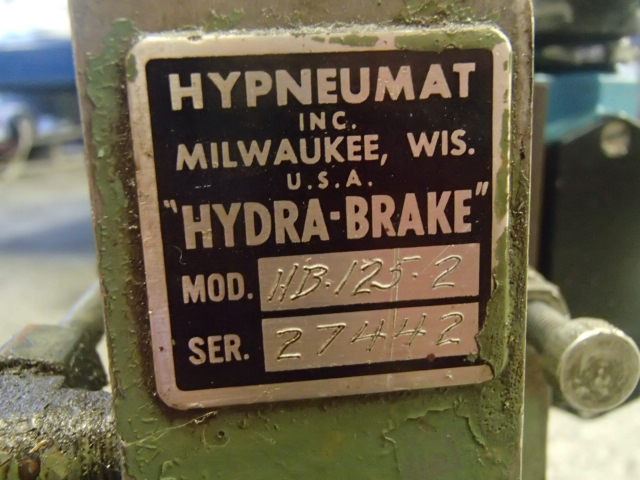 HYPNEUMAT
INC.
MILWAUKEE, WIS.
U.S.A.
"HYDRA-BRAKE"
MOD. HB-125-2
SER. 27442